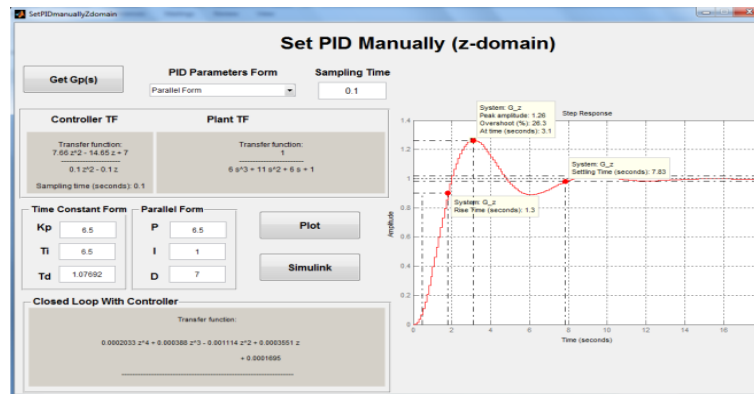 SetPIDmanuallyZdomain
Set PID Manually (z-domain)
Get Gp(s)
PID Parameters Form
Parallel Form
Sampling Time
0.1
Controller TF
Transfer function:
7.66 z^2 - 14.65 z + 7
0.1 z^2 - 0.1 z
Sampling time (seconds): 0.1
Plant TF
Transfer function:
1
6 s^3 + 11 s^2 + 6 s + 1
Time Constant Form
Kp 6.5
Ti 6.5
Td 1.07692
Parallel Form
P 6.5
I 1
D 7
Plot
Simulink
Closed Loop With Controller
Transfer function:
0.0002033 z^4 + 0.000388 z^3 - 0.001114 z^2 + 0.0003551 z
+ 0.0001695
Step Response
System: G_z
Peak amplitude: 1.26
Overshoot (%): 26.3
At time (seconds): 3.1
System: G_z
Settling Time (seconds): 7.83
System: G_z
Rise Time (seconds): 1.3
Amplitude
1.4
1.2
1
0.8
0.6
0.4
0.2
0
0 2 4 6 8 10 12 14 16
Time (seconds)